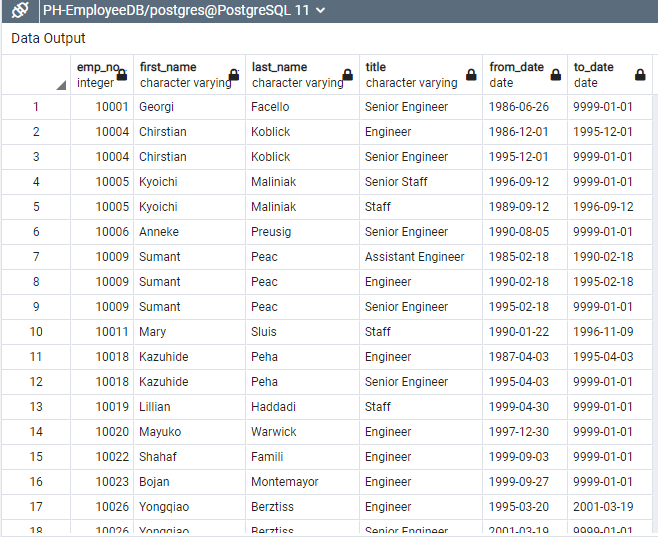 PH-EmployeeDB/postgres@PostgreSQL 11
Data Output
emp_no integer first_name character varying last_name character varying title character varying from_date date to_date date
1 10001 Georgi Facello Senior Engineer 1986-06-26 9999-01-01
2 10004 Chirstian Koblick Engineer 1986-12-01 1995-12-01
3 10004 Chirstian Koblick Senior Engineer 1995-12-01 9999-01-01
4 10005 Kyoichi Maliniak Senior Staff 1996-09-12 9999-01-01
5 10005 Kyoichi Maliniak Staff 1989-09-12 1996-09-12
6 10006 Anneke Preusig Senior Engineer 1990-08-05 9999-01-01
7 10009 Sumant Peac Assistant Engineer 1985-02-18 1990-02-18
8 10009 Sumant Peac Engineer 1990-02-18 1995-02-18
9 10009 Sumant Peac Senior Engineer 1995-02-18 9999-01-01
10 10011 Mary Sluis Staff 1990-01-22 1996-11-09
11 10018 Kazuhide Peha Engineer 1987-04-03 1995-04-03
12 10018 Kazuhide Peha Senior Engineer 1995-04-03 9999-01-01
13 10019 Lillian Haddadi Staff 1999-04-30 9999-01-01
14 10020 Mayuko Warwick Engineer 1997-12-30 9999-01-01
15 10022 Shahaf Famili Engineer 1999-09-03 9999-01-01
16 10023 Bojan Montemayor Engineer 1999-09-27 9999-01-01
17 10026 Yongqiao Berztiss Engineer 1995-03-20 2001-03-19
18 10026 Yongqiao Berztiss Senior Engineer 2001-03-19 9999-01-01